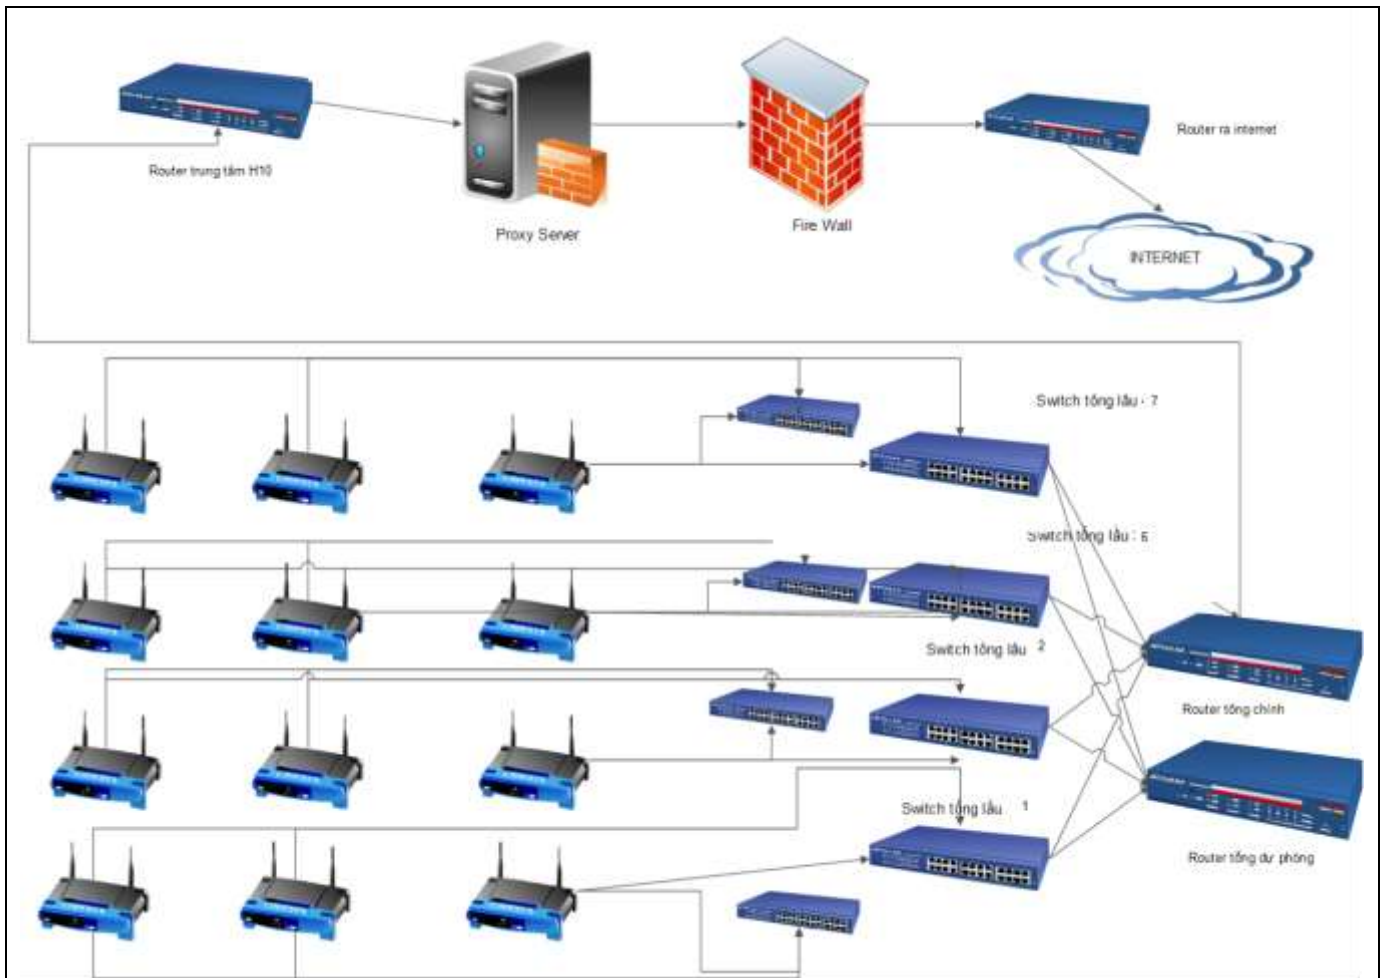 Router trung tâm H10
Proxy Server
Fire Wall
Router ra internet
INTERNET
Switch tổng lầu - 7
Switch tổng lầu : 6
Switch tổng lầu 2
Router tổng chính
Switch tổng lầu 1
Router tổng dự phòng